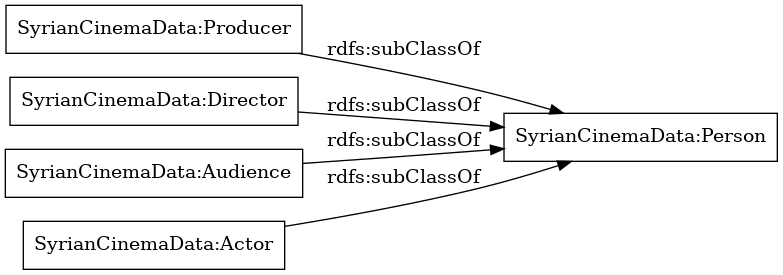 SyrianCinemaData:Producer
rdfs:subClassOf
SyrianCinemaData:Director
rdfs:subClassOf
SyrianCinemaData:Person
rdfs:subClassOf
SyrianCinemaData:Audience
rdfs:subClassOf
SyrianCinemaData:Actor